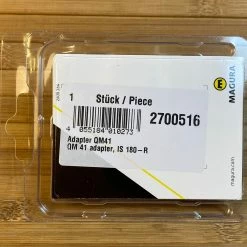 MAGURA
1 Stück / Piece
4 055184 010273
2700516
Adapter QM41
QM 41 adapter, IS 180-R
magura.com